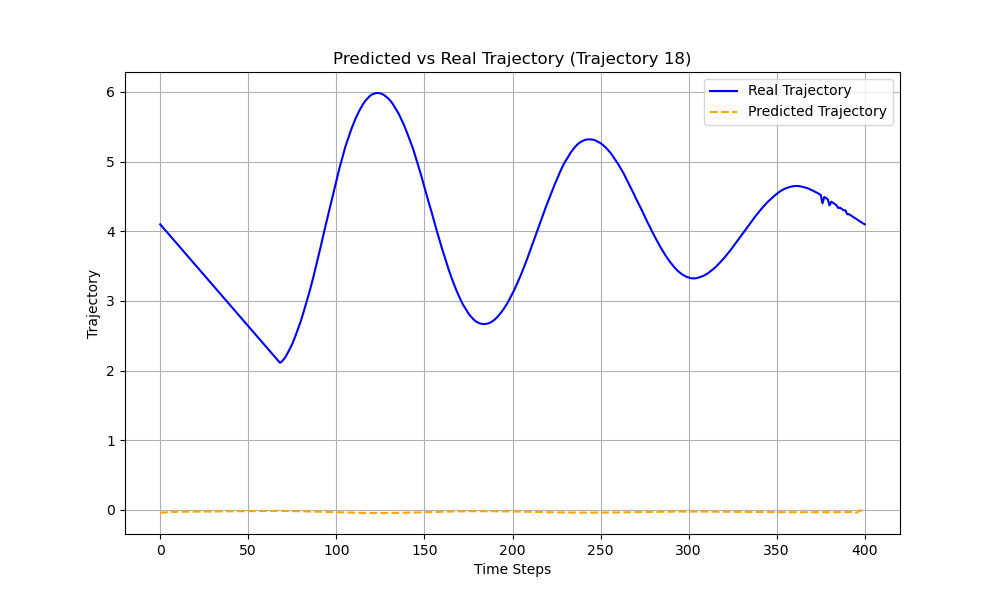 Predicted vs Real Trajectory (Trajectory 18)
Real Trajectory
Predicted Trajectory
6
5
4
3
2
1
0
Trajectory
0 50 100 150 200 250 300 350 400
Time Steps